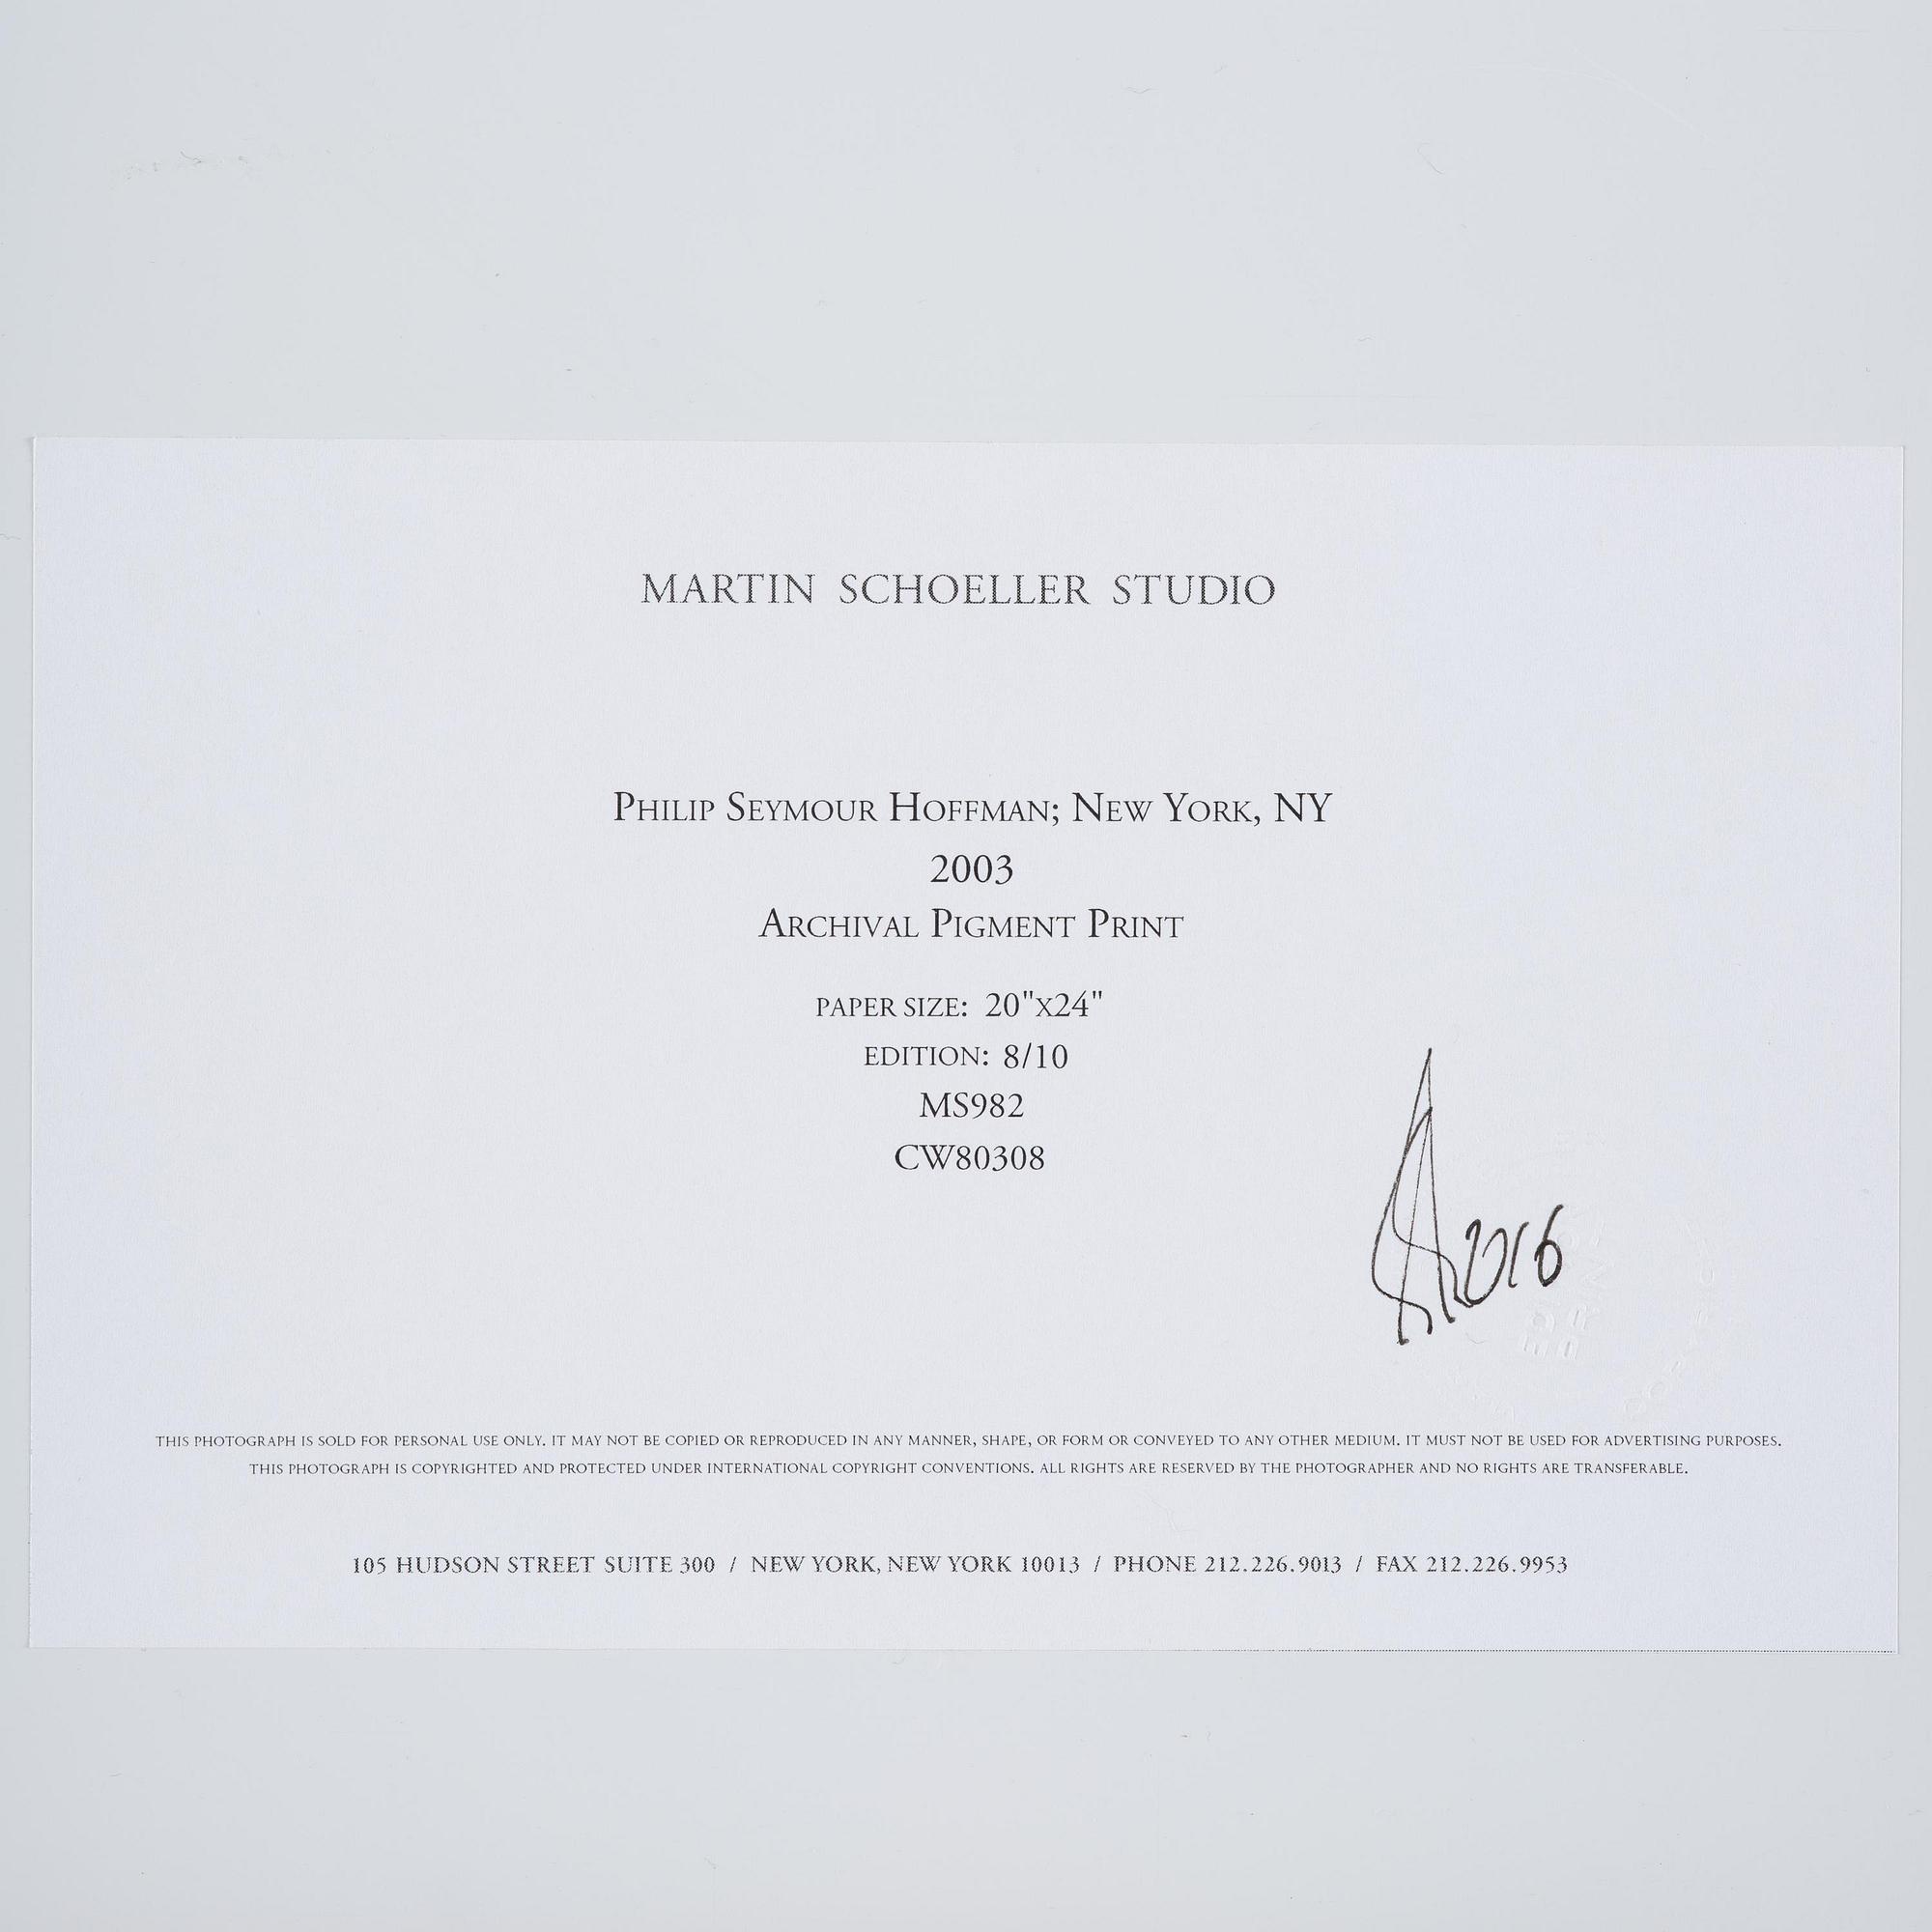 MARTIN SCHOELLER STUDIO
PHILIP SEYMOUR HOFFMAN; NEW YORK, NY
2003
ARCHIVAL PIGMENT PRINT
PAPER SIZE: 20"X24"
EDITION: 8/10
MS982
CW80308
2016
THIS PHOTOGRAPH IS SOLD FOR PERSONAL USE ONLY. IT MAY NOT BE COPIED OR REPRODUCED IN ANY MANNER, SHAPE, OR FORM OR CONVEYED TO ANY OTHER MEDIUM. IT MUST NOT BE USED FOR ADVERTISING PURPOSES.
THIS PHOTOGRAPH IS COPYRIGHTED AND PROTECTED UNDER INTERNATIONAL COPYRIGHT CONVENTIONS. ALL RIGHTS ARE RESERVED BY THE PHOTOGRAPHER AND NO RIGHTS ARE TRANSFERABLE.
105 HUDSON STREET SUITE 300 / NEW YORK, NEW YORK 10013 / PHONE 212.226.9013 / FAX 212.226.9953